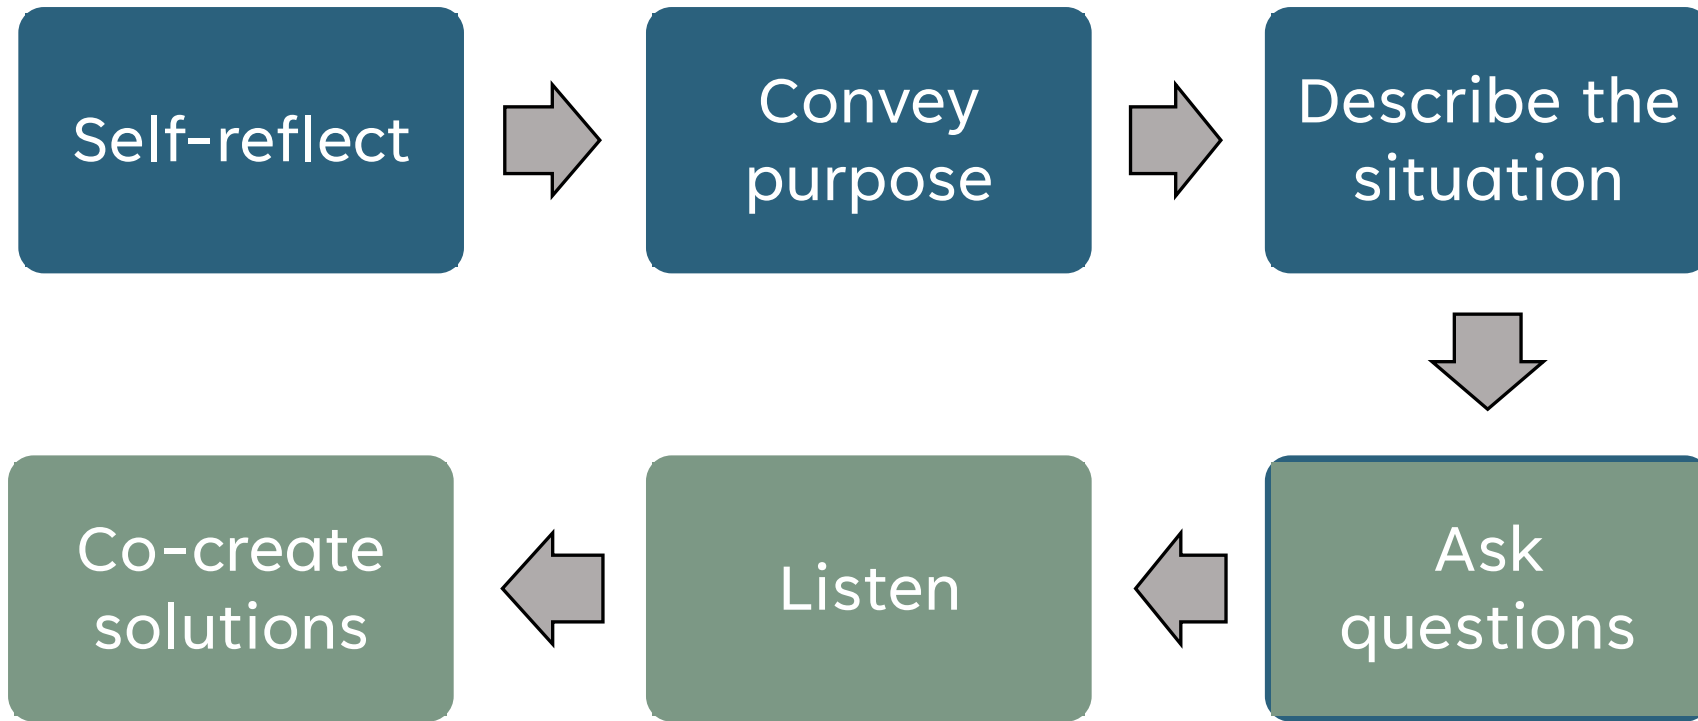 Self-reflect
Convey
purpose
Describe the
situation
Ask
questions
Listen
Co-create
solutions